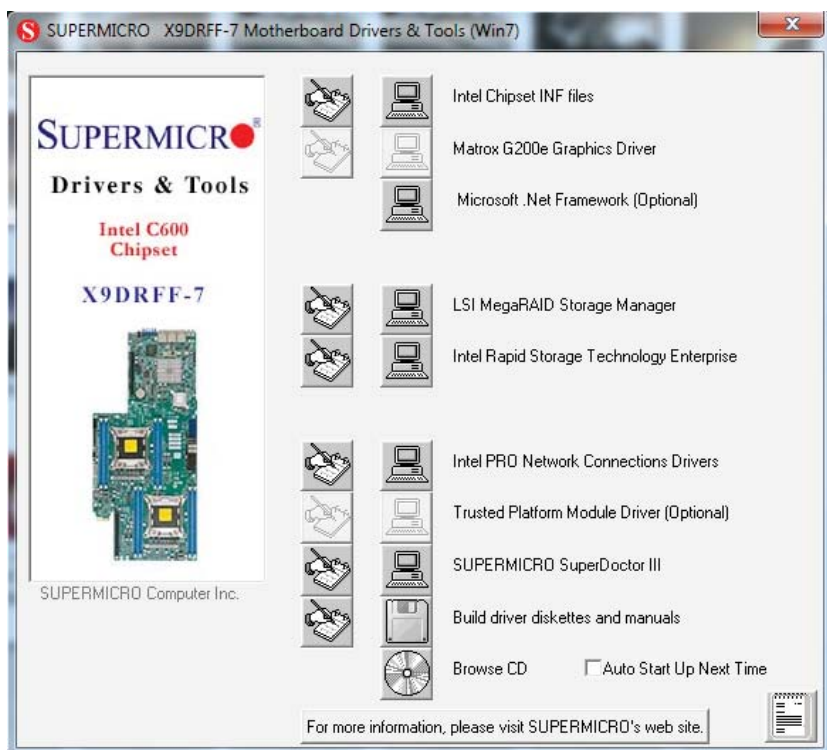 SUPERMICRO X9DRFF-7 Motherboard Drivers & Tools (Win7)
SUPERMICRO®
Drivers & Tools
Intel C600
Chipset
X9DRFF-7
SUPERMICRO Computer Inc.
Intel Chipset INF files
Matrox G200e Graphics Driver
Microsoft .Net Framework (Optional)
LSI MegaRAID Storage Manager
Intel Rapid Storage Technology Enterprise
Intel PRO Network Connections Drivers
Trusted Platform Module Driver (Optional)
SUPERMICRO SuperDoctor III
Build driver diskettes and manuals
Browse CD Auto Start Up Next Time
For more information, please visit SUPERMICRO's web site.